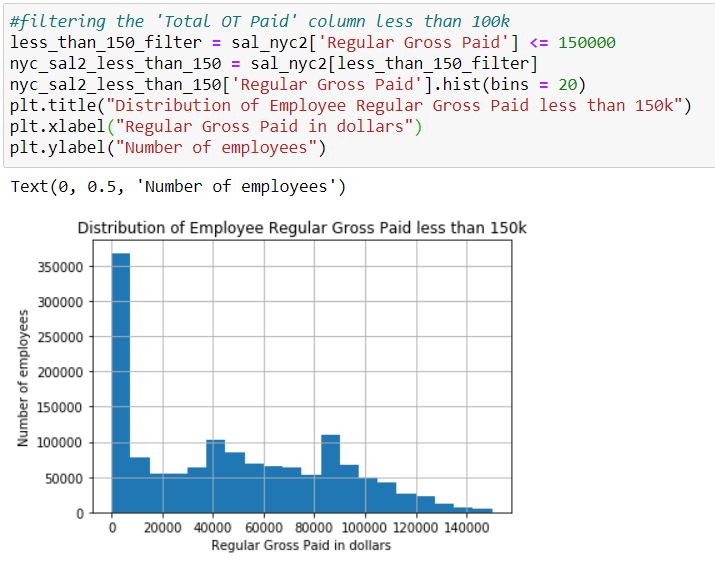 #filtering the 'Total OT Paid' column less than 100k
less_than_150_filter = sal_nyc2['Regular Gross Paid'] <= 150000
nyc_sal2_less_than_150 = sal_nyc2[less_than_150_filter]
nyc_sal2_less_than_150['Regular Gross Paid'].hist(bins = 20)
plt.title("Distribution of Employee Regular Gross Paid less than 150k")
plt.xlabel("Regular Gross Paid in dollars")
plt.ylabel("Number of employees")
Text(0, 0.5, 'Number of employees')
Distribution of Employee Regular Gross Paid less than 150k
Number of employees
350000
300000
250000
200000
150000
100000
50000
0
0 20000 40000 60000 80000 100000 120000 140000
Regular Gross Paid in dollars